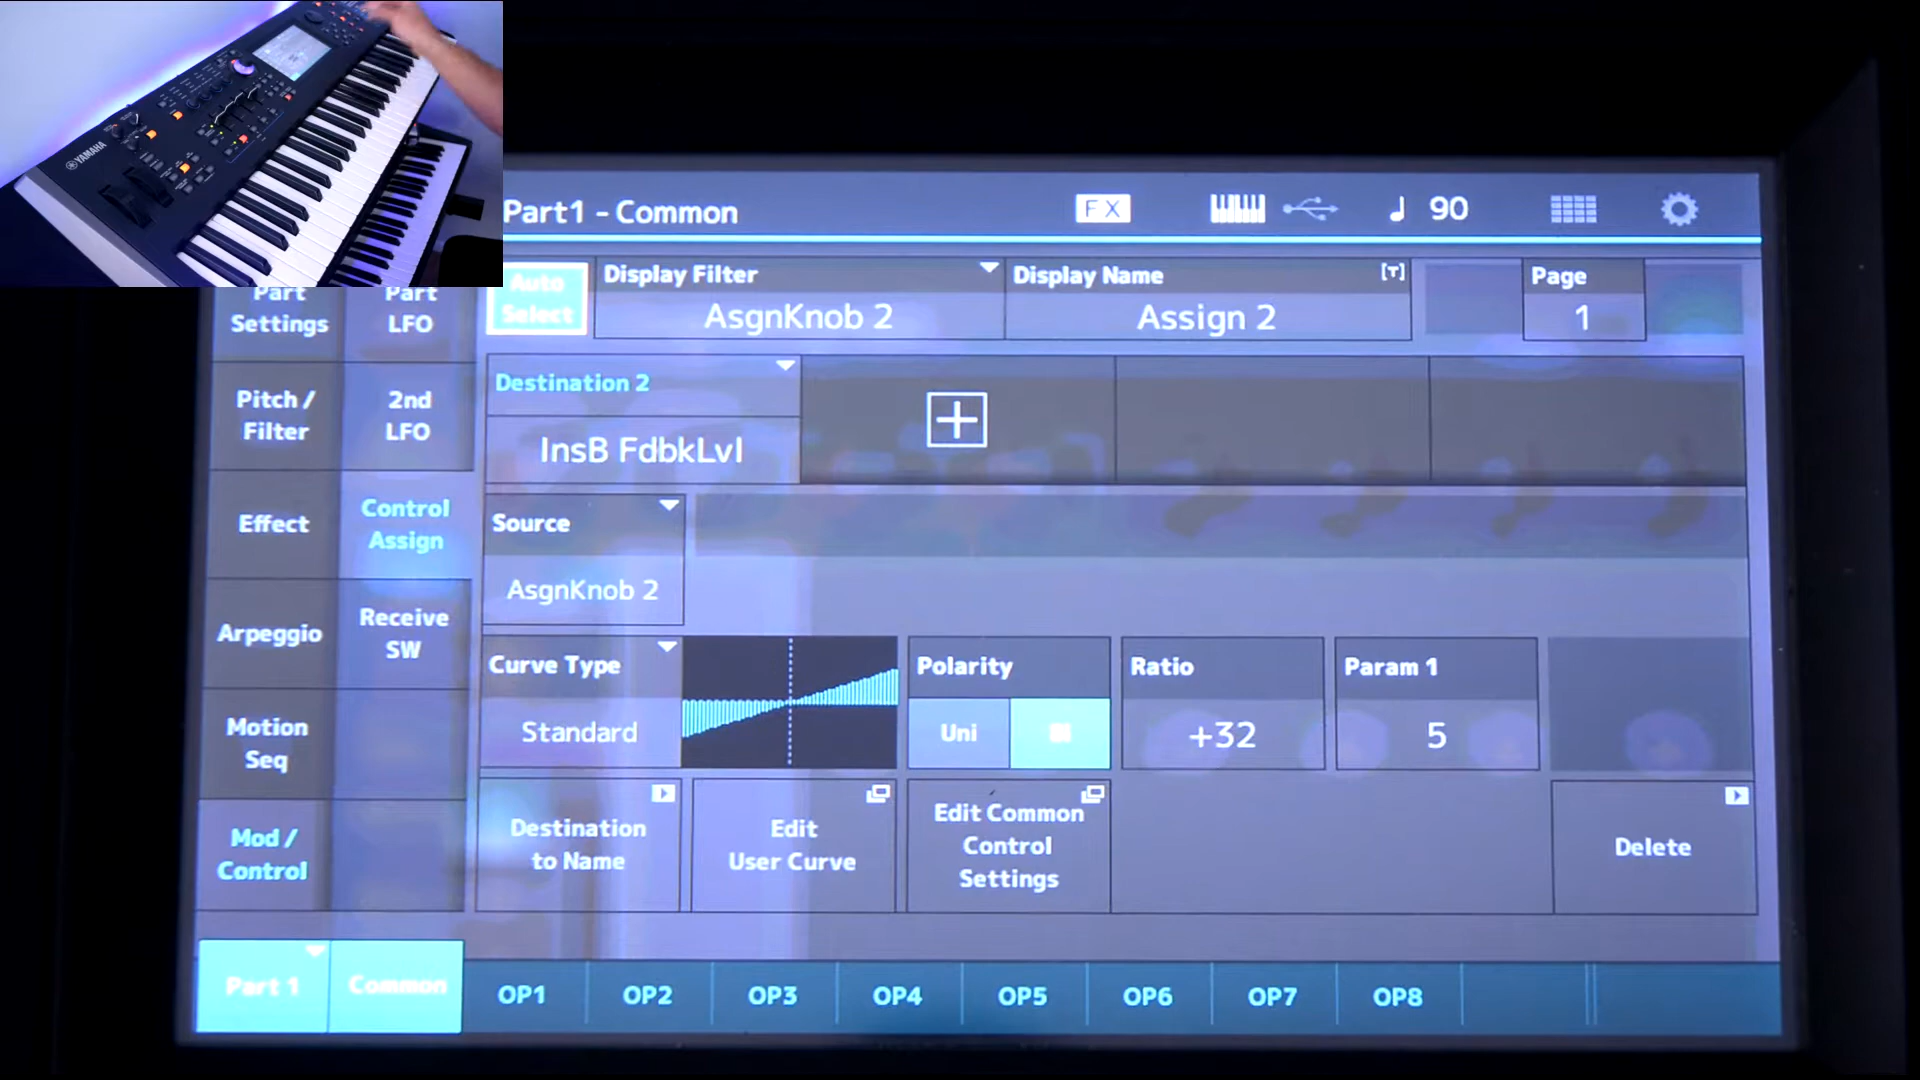 YAMAHA
Part1 - Common
FX
90
Part
Settings
Part
LFO
Auto
Select
Display Filter
AsgnKnob 2
Display Name
[T]
Assign 2
Page
1
Pitch /
Filter
2nd
LFO
Destination 2
InsB FdbkLvl
Effect
Control
Assign
Source
AsgnKnob 2
Arpeggio
Receive
SW
Curve Type
Standard
Polarity
Uni
Bi
Ratio
+32
Param 1
5
Motion
Seq
Mod /
Control
Destination
to Name
Edit
User Curve
Edit Common
Control
Settings
Delete
Part 1
Common
OP1
OP2
OP3
OP4
OP5
OP6
OP7
OP8